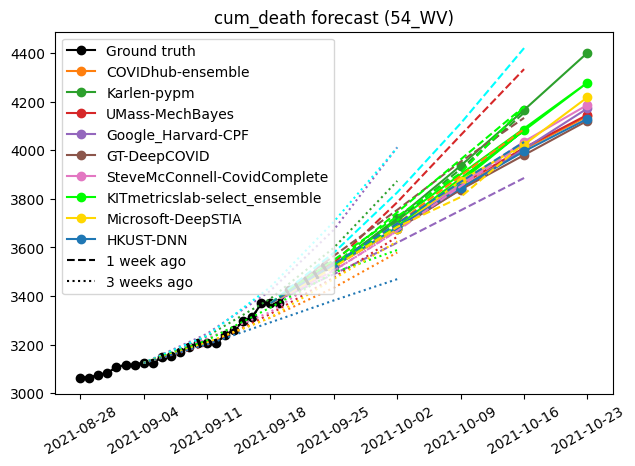 cum_death forecast (54_WV)
4400
4200
4000
3800
3600
3400
3200
3000
Ground truth
COVIDhub-ensemble
Karlen-pypm
UMass-MechBayes
Google_Harvard-CPF
GT-DeepCOVID
SteveMcConnell-CovidComplete
KITmetricslab-select_ensemble
Microsoft-DeepSTIA
HKUST-DNN
1 week ago
3 weeks ago
2021-08-28
2021-09-04
2021-09-11
2021-09-18
2021-09-25
2021-10-02
2021-10-09
2021-10-16
2021-10-23